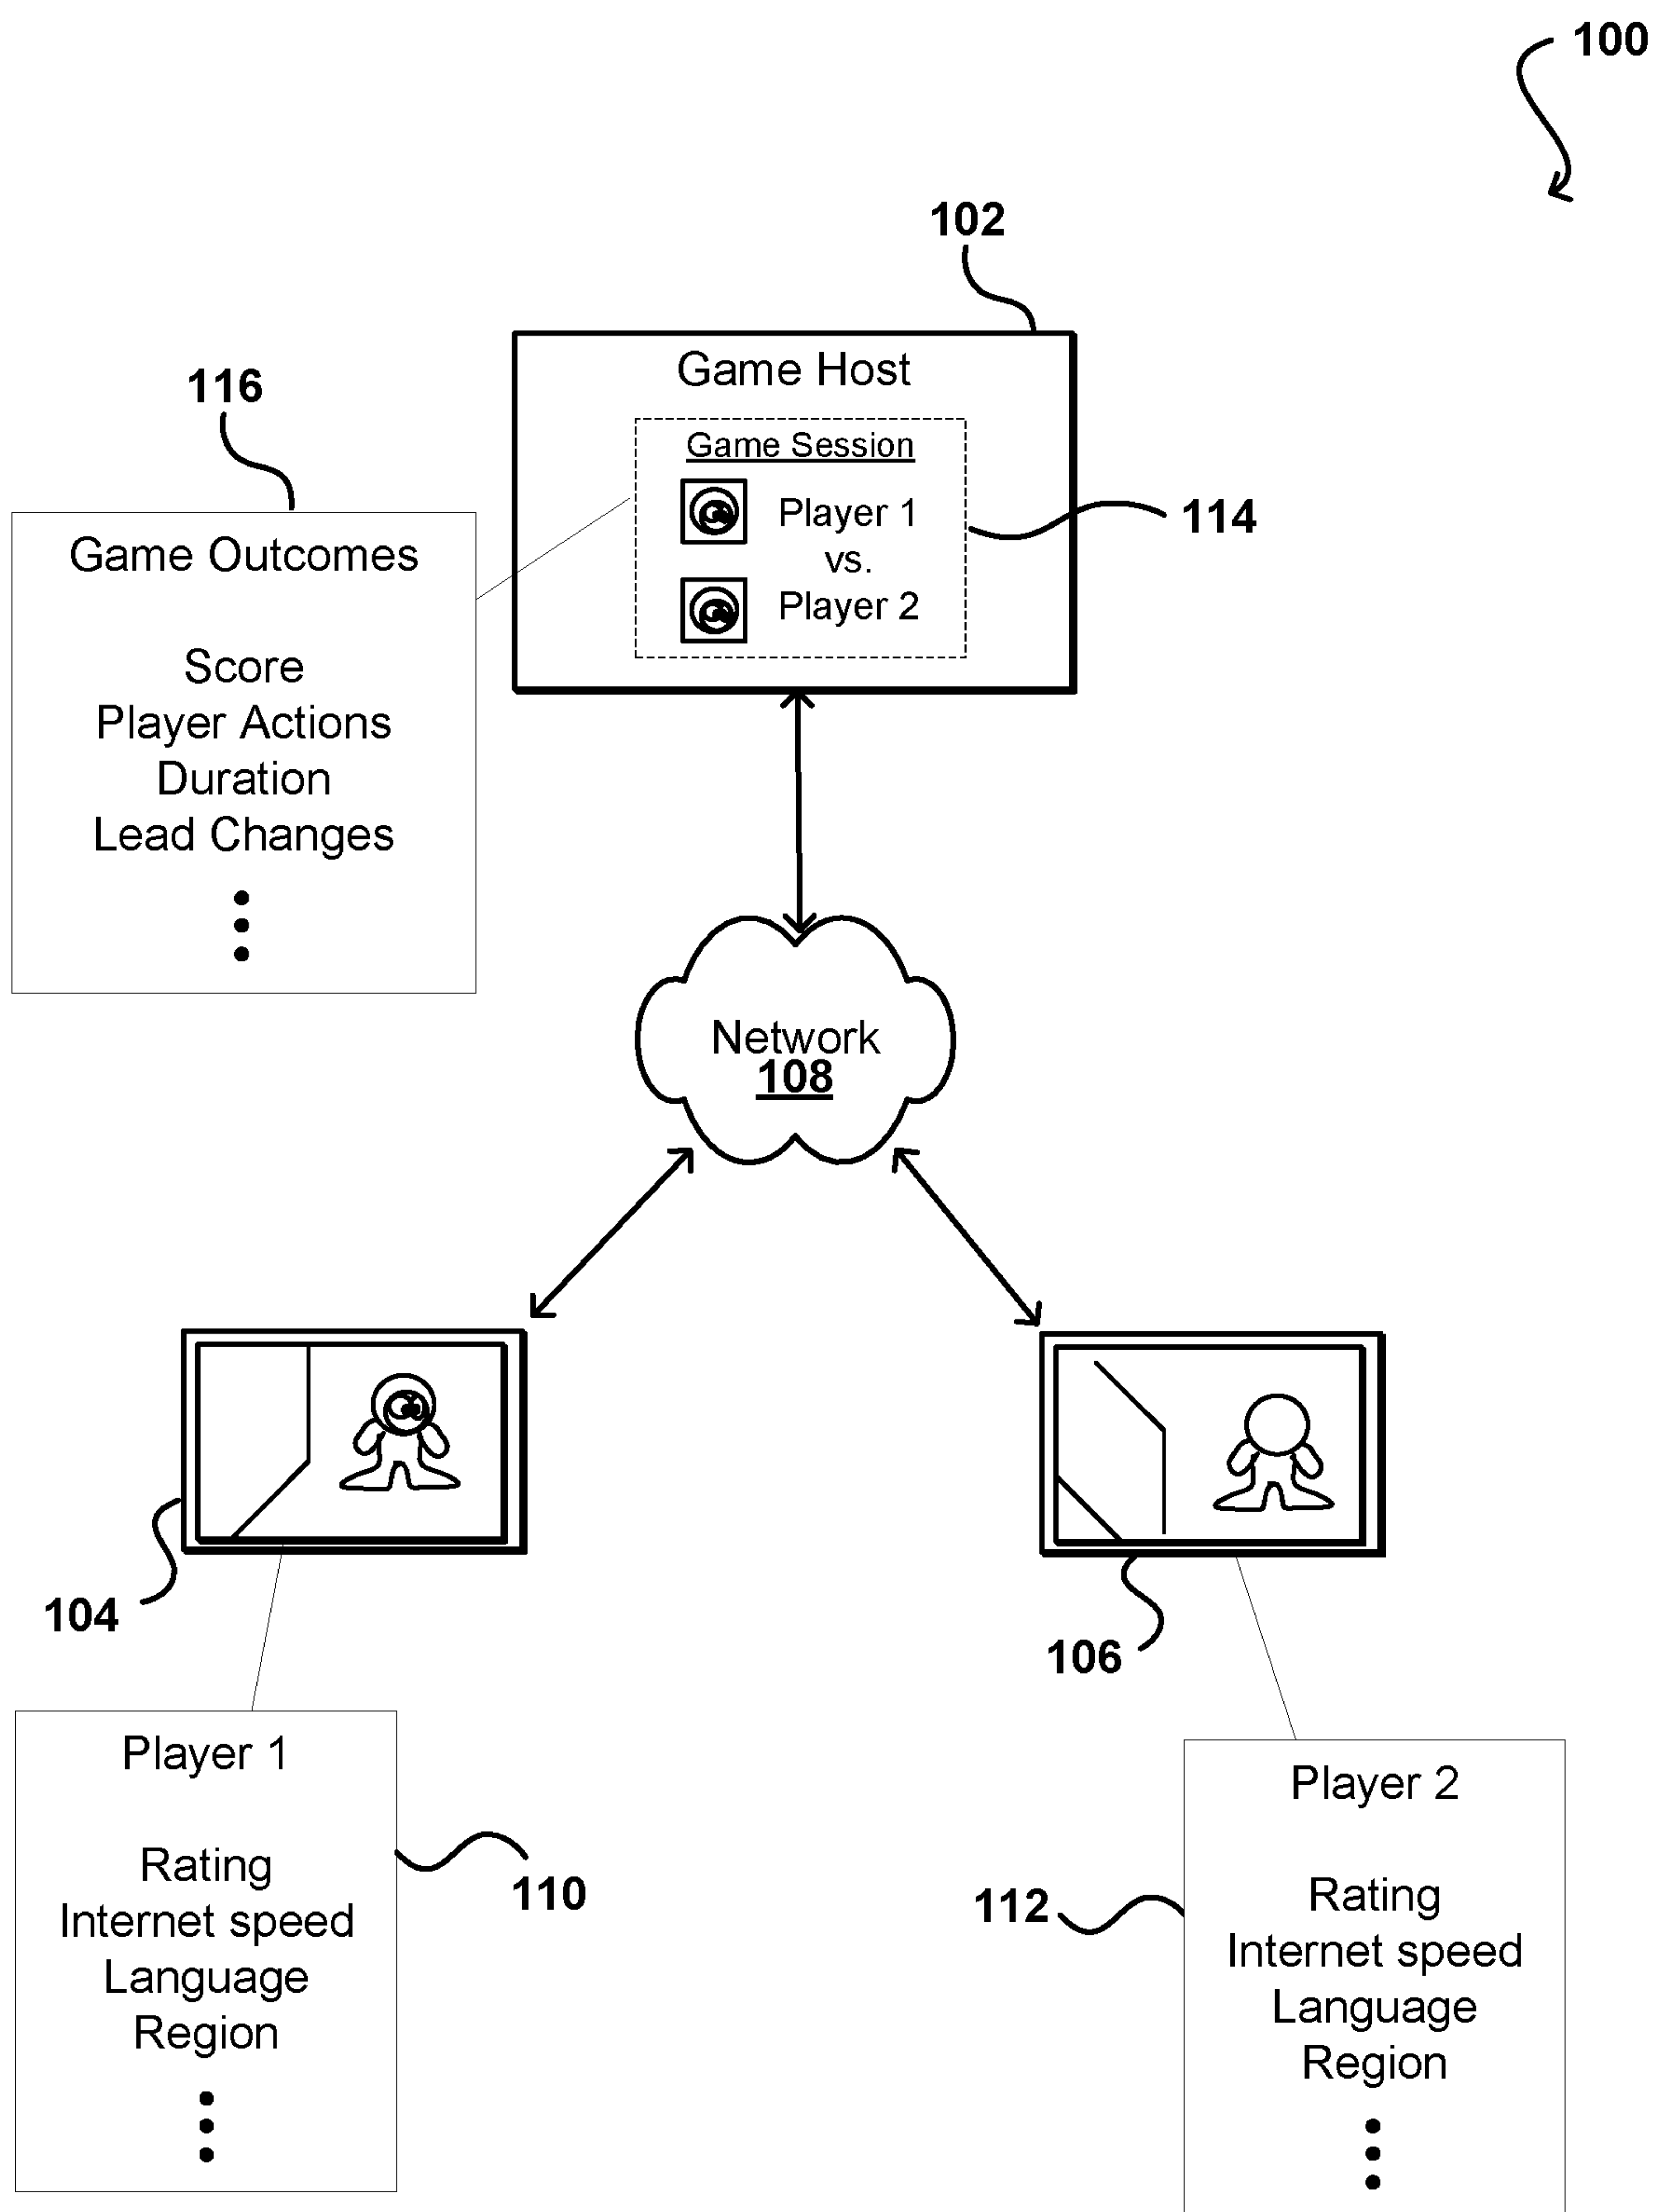 100
102
Game Host
116
Game Session
Player 1
114
vs.
Player 2
Game Outcomes
Score
Player Actions
Duration
Lead Changes
Network
108
104
106
Player 1
Rating
Internet speed
Language
Region
110
112
Player 2
Rating
Internet speed
Language
Region